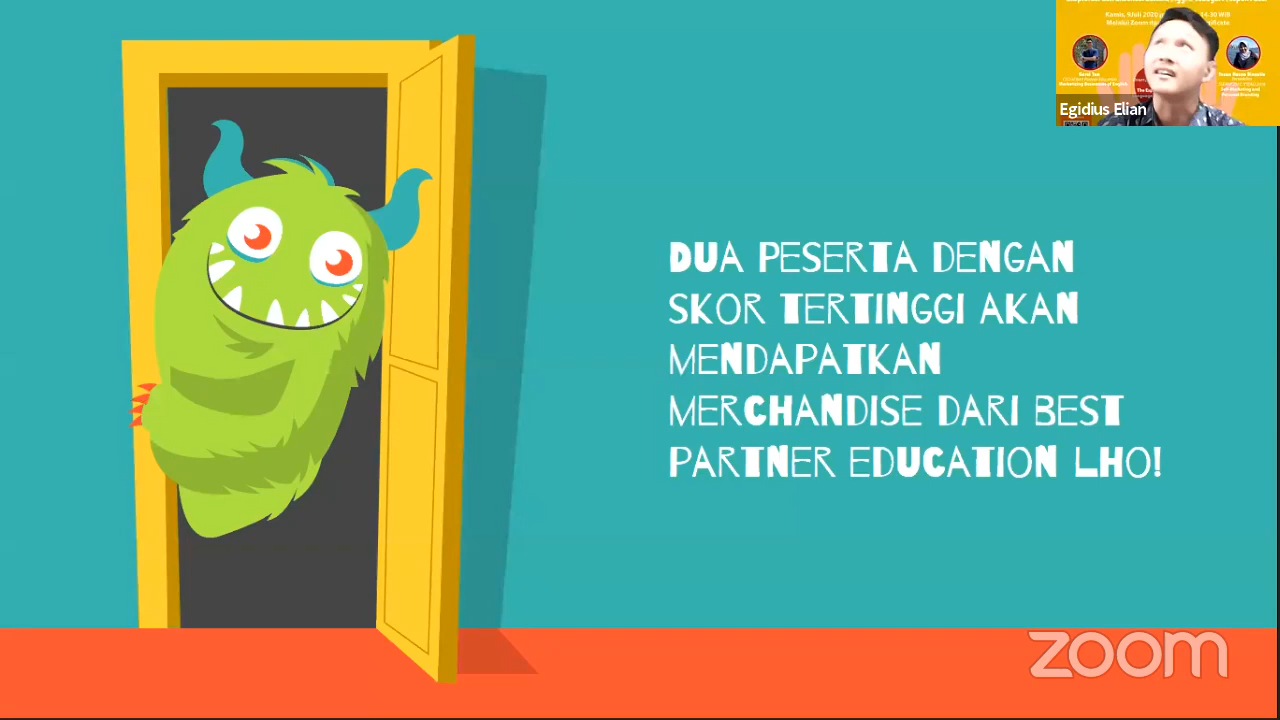 DUA PESERTA DENGAN
SKOR TERTINGGI AKAN
MENDAPATKAN
MERCHANDISE DARI BEST
PARTNER EDUCATION LHO!
Egidius Elian
zoom